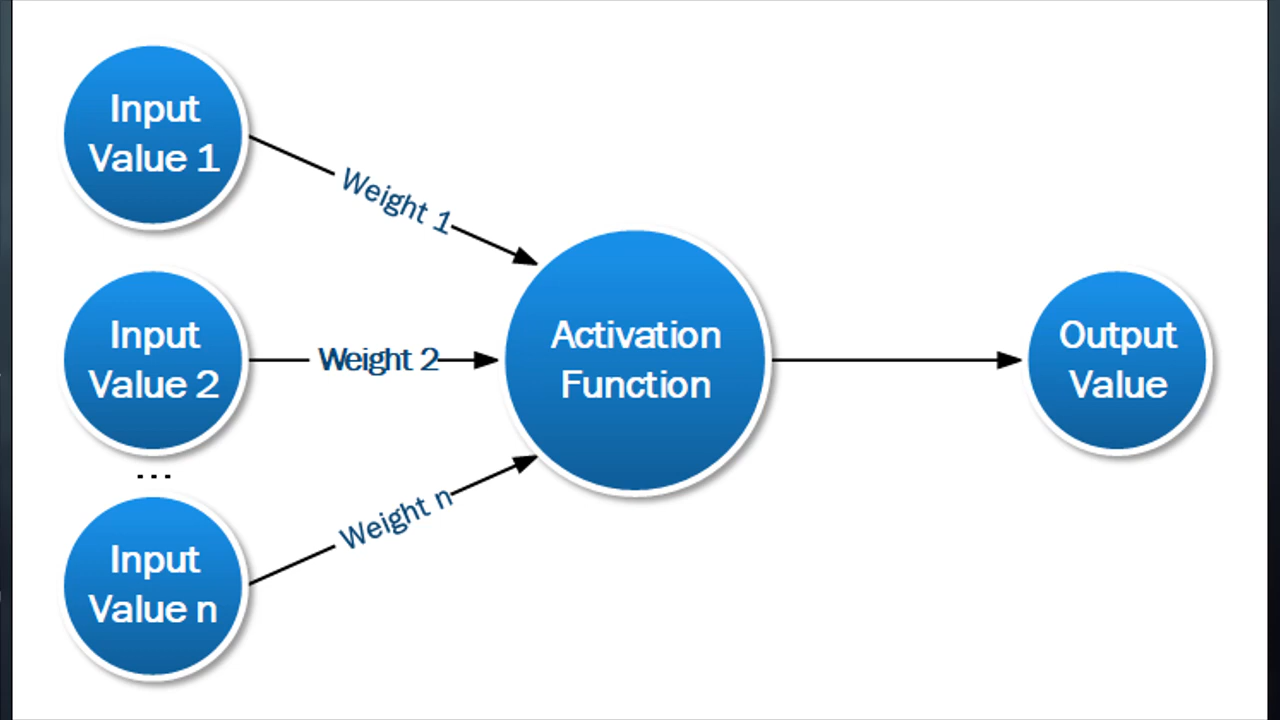 Input
Value 1
Weight 1
Input
Value 2
Weight 2
Activation
Function
Output
Value
...
Input
Value n
Weight n